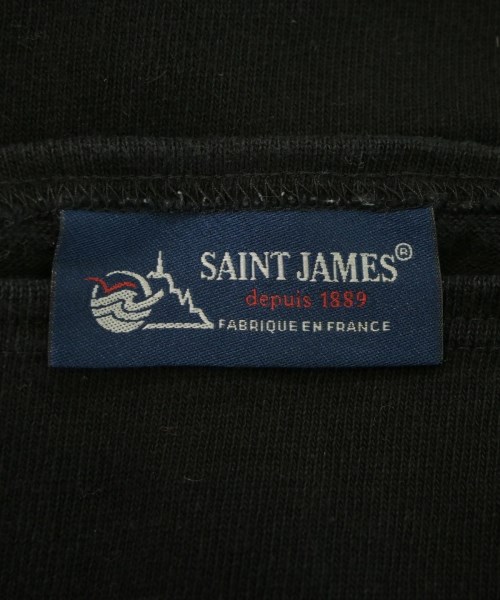 SAINT JAMES®
depuis 1889
FABRIQUE EN FRANCE